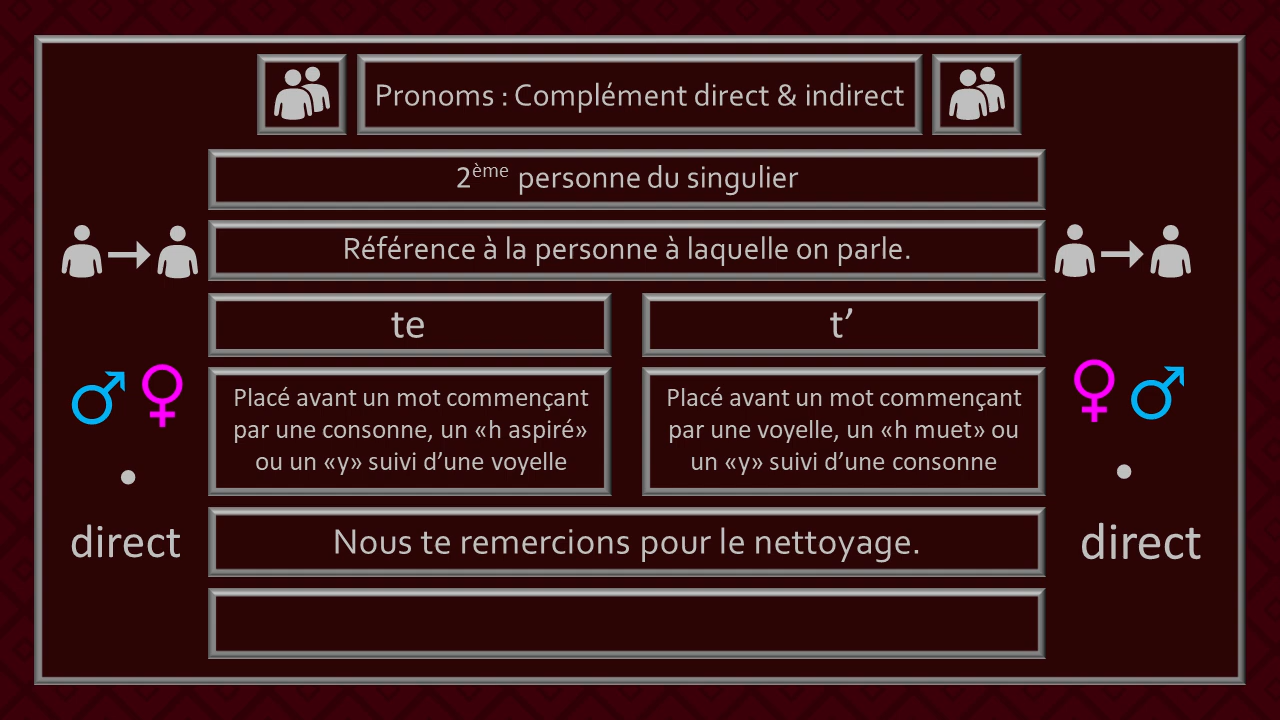 Pronoms : Complément direct & indirect
2ème personne du singulier
Référence à la personne à laquelle on parle.
te
t’
Placé avant un mot commençant
par une consonne, un «h aspiré»
ou un «y» suivi d’une voyelle
Placé avant un mot commençant
par une voyelle, un «h muet» ou
un «y» suivi d’une consonne
direct
Nous te remercions pour le nettoyage.
direct